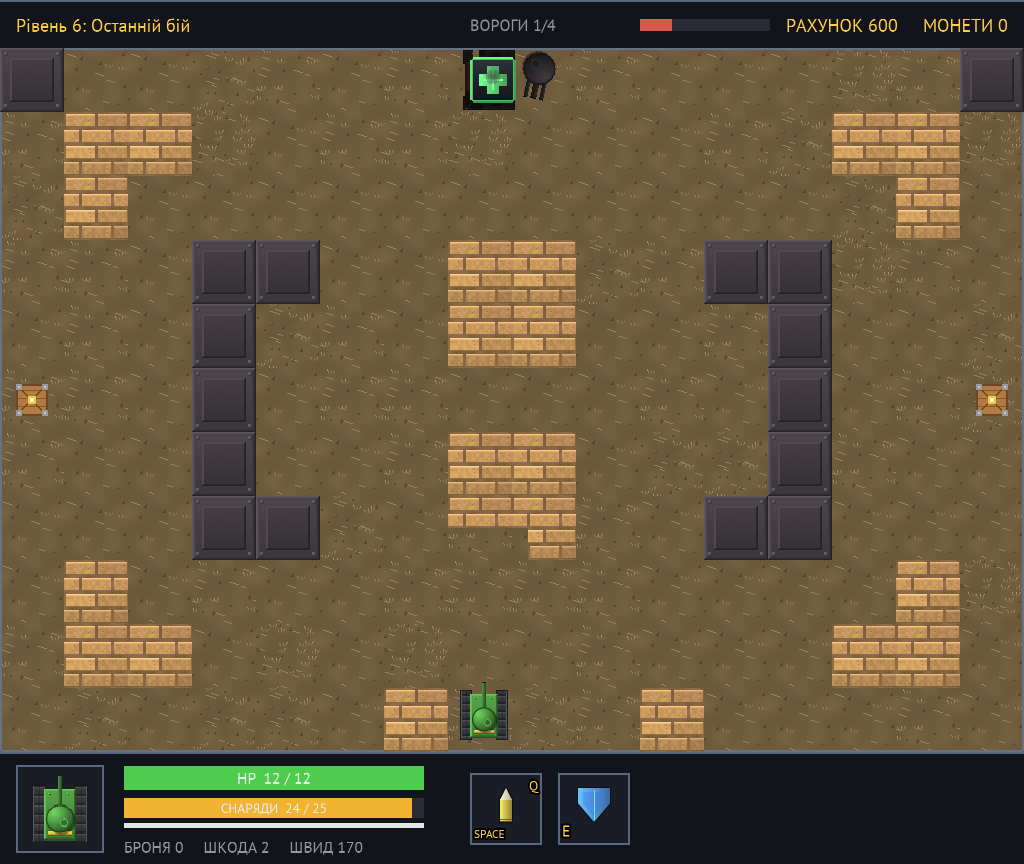 Рівень 6: Останній бій
ВОРОГИ 1/4
РАХУНОК 600
МОНЕТИ 0
HP 12 / 12
СНАРЯДИ 24 / 25
БРОНЯ 0
ШКОДА 2
ШВИД 170
Q
SPACE
E